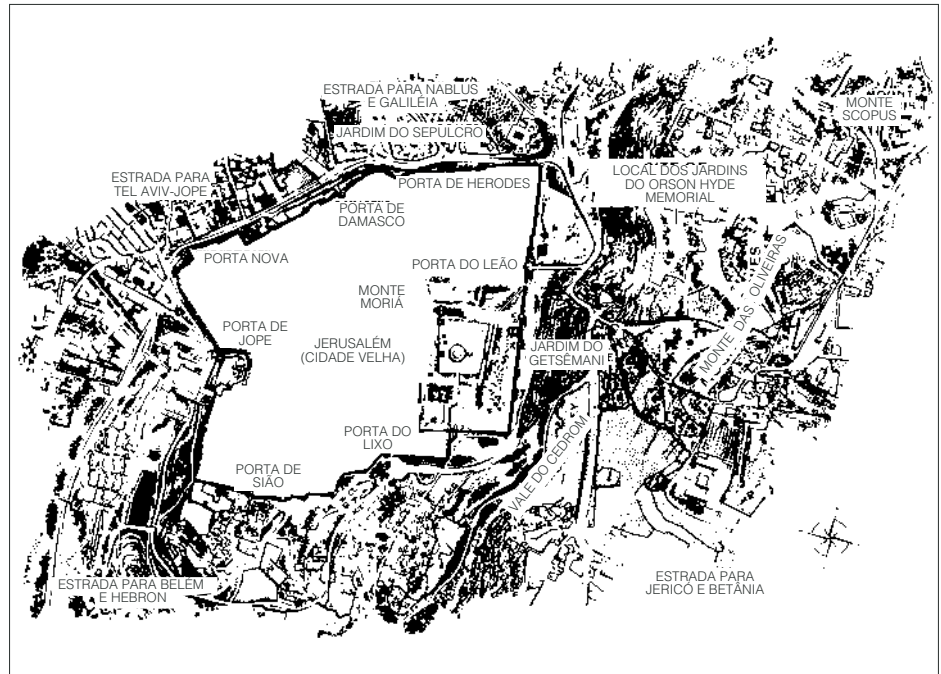 ESTRADA PARA NABLUS
E GALILÉIA
MONTE
SCOPUS
JARDIM DO SEPULCRO
ESTRADA PARA
TEL AVIV-JOPE
PORTA DE HERODES
LOCAL DOS JARDINS
DO ORSON HYDE
MEMORIAL
PORTA DE
DAMASCO
PORTA NOVA
PORTA DO LEÃO
MONTE
MORIÁ
MONTE DAS OLIVEIRAS
PORTA DE
JOPE
JERUSALÉM
(CIDADE VELHA)
JARDIM DO
GETSÊMANI
PORTA DO
LIXO
PORTA DE
SIÃO
VALE DO CEDROM
ESTRADA PARA BELÉM
E HEBRON
ESTRADA PARA
JERICÓ E BETÂNIA